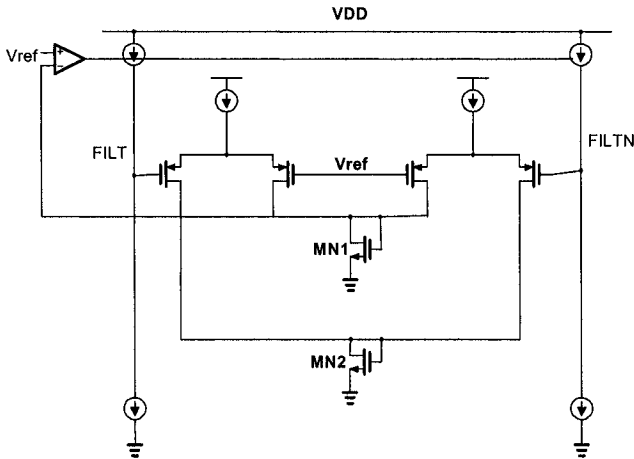 VDD
Vref
+
−
FILT
Vref
FILTN
MN1
MN2